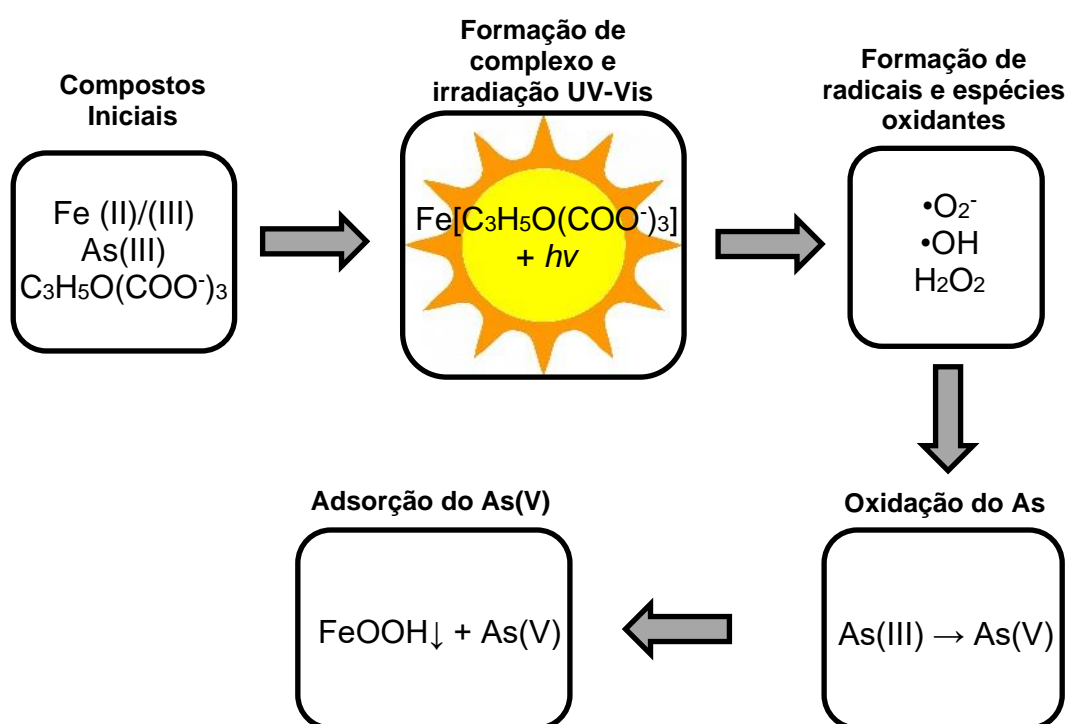 Compostos
Iniciais
Fe (II)/(III)
As(III)
C₃H₅O(COO⁻)₃
Formação de
complexo e
irradiação UV-Vis
Fe[C₃H₅O(COO⁻)₃]
+ hv
Formação de
radicais e espécies
oxidantes
•O₂⁻
•OH
H₂O₂
Oxidação do As
As(III) → As(V)
Adsorção do As(V)
FeOOH↓ + As(V)